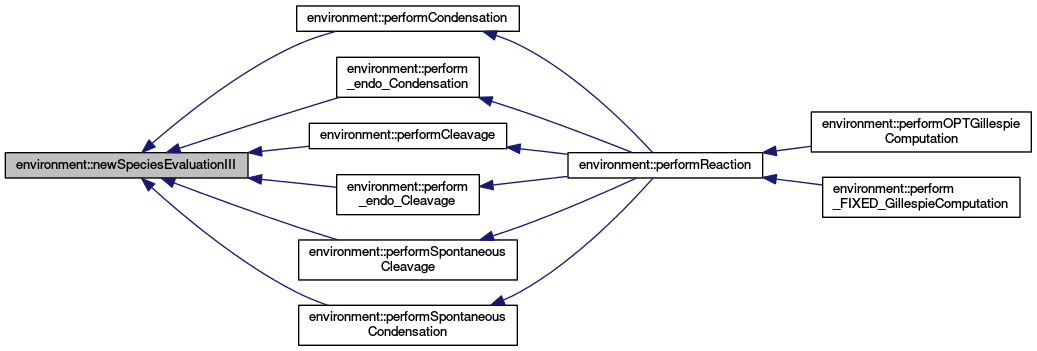 environment::performCondensation
environment::perform
_endo_Condensation
environment::performCleavage
environment::newSpeciesEvaluationIII
environment::perform
_endo_Cleavage
environment::performSpontaneous
Cleavage
environment::performSpontaneous
Condensation
environment::performReaction
environment::performOPTGillespie
Computation
environment::perform
_FIXED_GillespieComputation